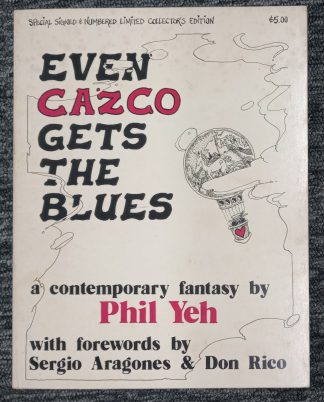 SPECIAL SIGNED & NUMBERED LIMITED COLLECTOR'S EDITION $5.00
EVEN
CAZCO
GETS
THE
BLUES
a contemporary fantasy by
Phil Yeh
with forewords by
Sergio Aragones & Don Rico